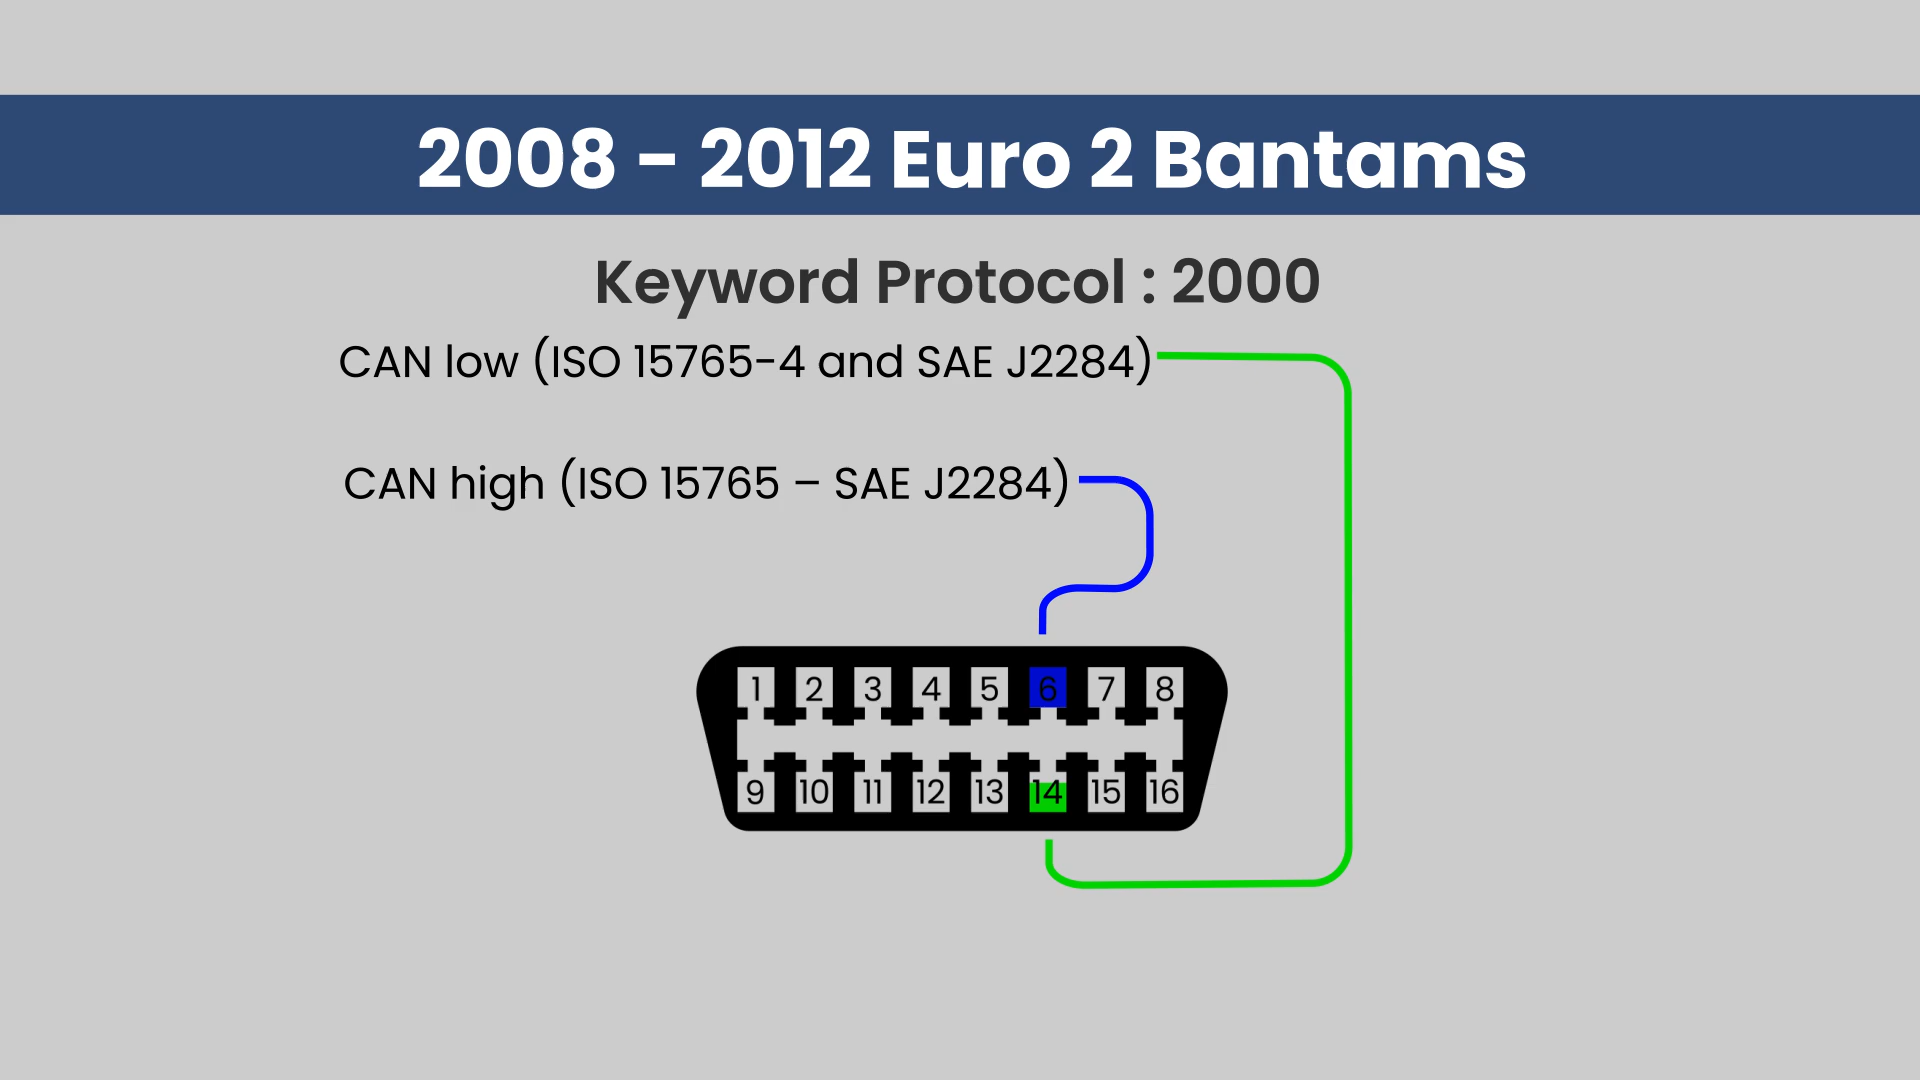 2008 - 2012 Euro 2 Bantams
Keyword Protocol : 2000
CAN low (ISO 15765-4 and SAE J2284)
CAN high (ISO 15765 – SAE J2284)
1 2 3 4 5 6 7 8
9 10 11 12 13 14 15 16